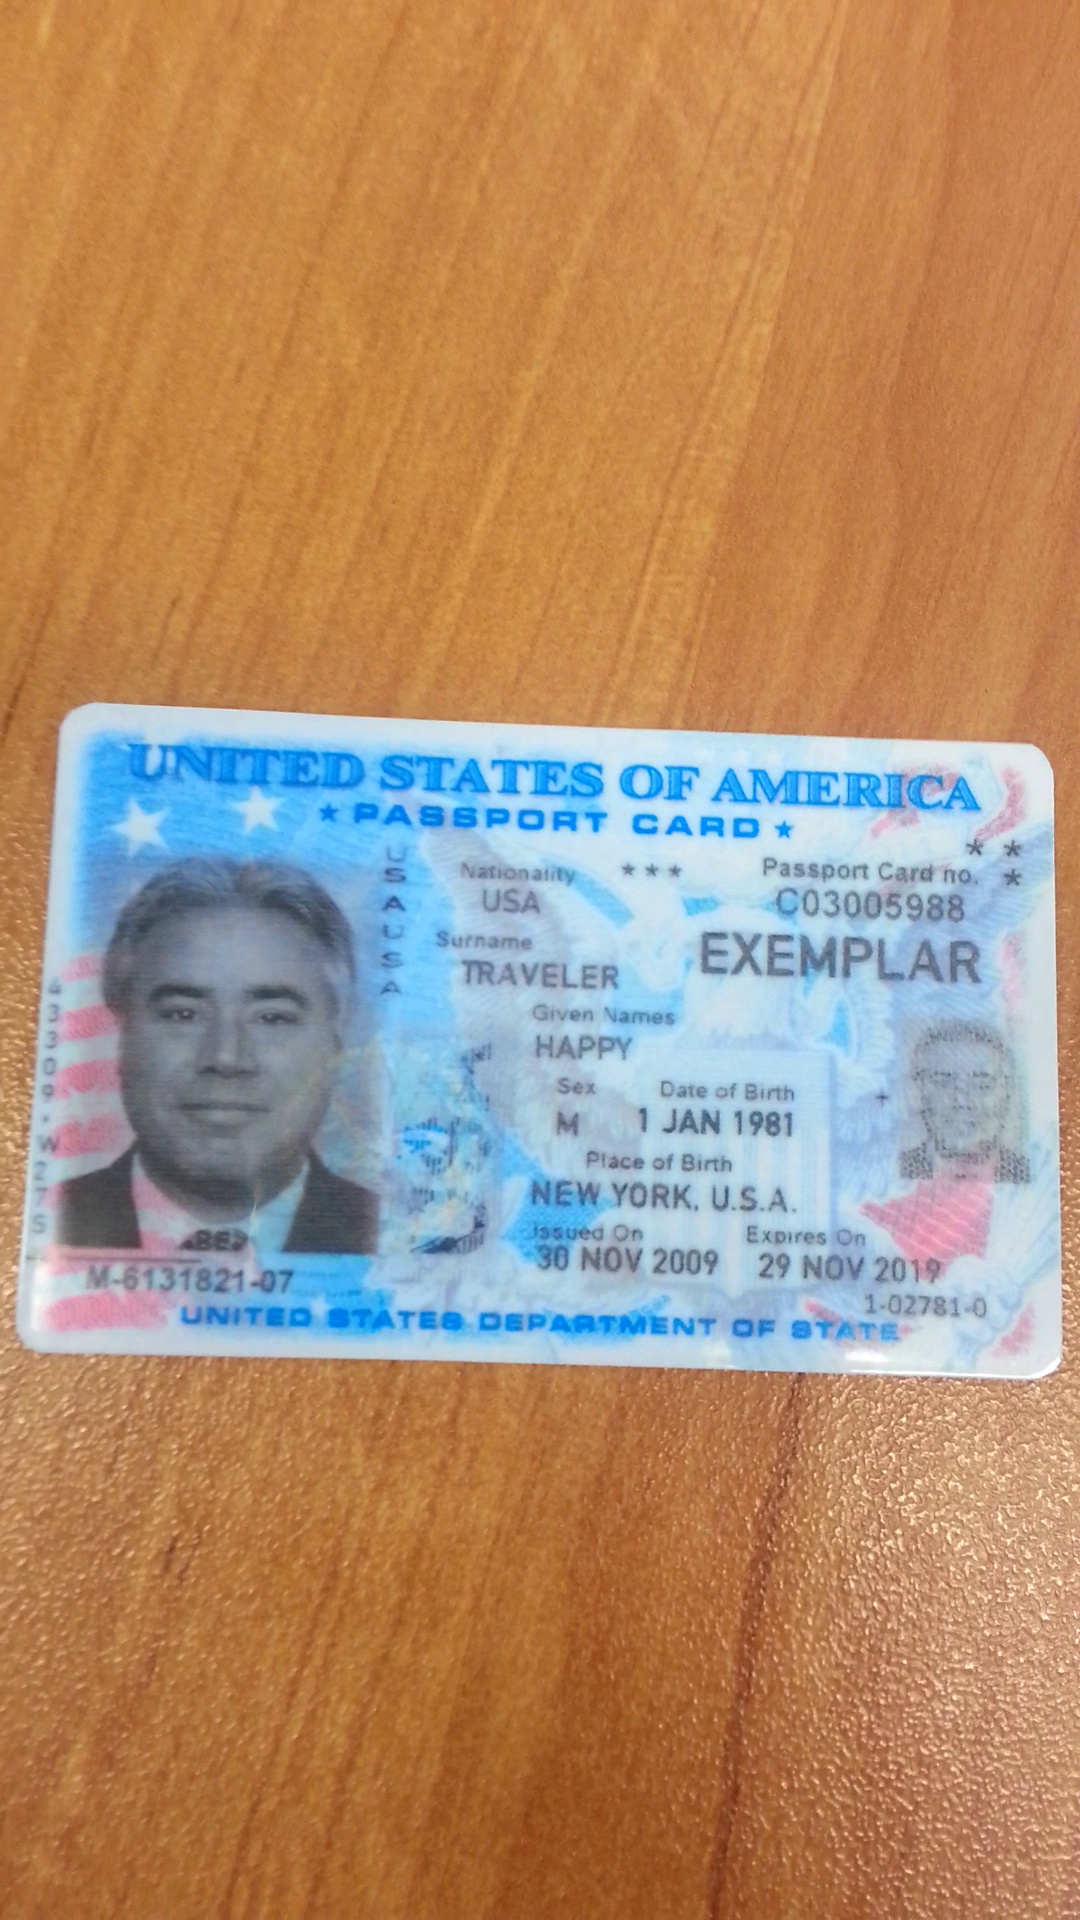 UNITED STATES OF AMERICA
★ PASSPORT CARD ★
USAUSA
Nationality
USA
* * *
Passport Card no.
C03005988
* * *
Surname
TRAVELER
EXEMPLAR
Given Names
HAPPY
Sex
M
Date of Birth
1 JAN 1981
Place of Birth
NEW YORK, U.S.A.
Issued On
30 NOV 2009
Expires On
29 NOV 2019
M-6131821-07
1-02781-0
UNITED STATES DEPARTMENT OF STATE